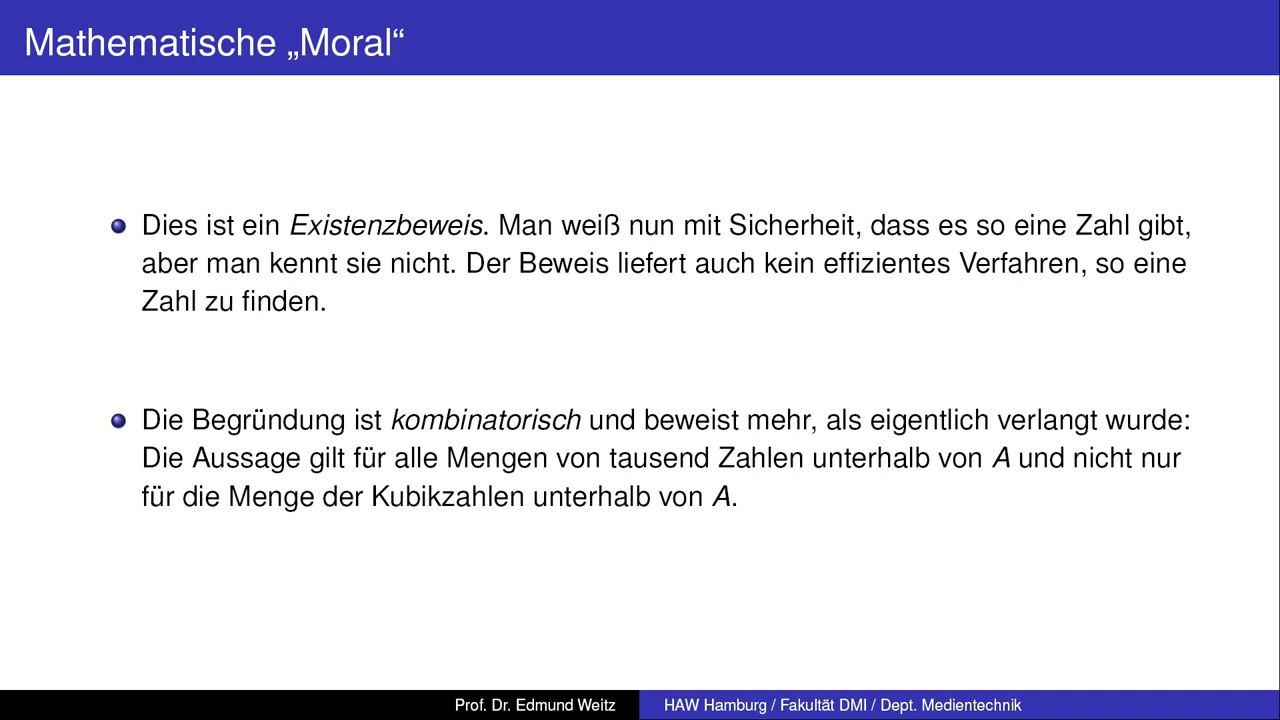 Mathematische „Moral“
Dies ist ein Existenzbeweis. Man weiß nun mit Sicherheit, dass es so eine Zahl gibt,
aber man kennt sie nicht. Der Beweis liefert auch kein effizientes Verfahren, so eine
Zahl zu finden.
Die Begründung ist kombinatorisch und beweist mehr, als eigentlich verlangt wurde:
Die Aussage gilt für alle Mengen von tausend Zahlen unterhalb von A und nicht nur
für die Menge der Kubikzahlen unterhalb von A.
Prof. Dr. Edmund Weitz HAW Hamburg / Fakultät DMI / Dept. Medientechnik